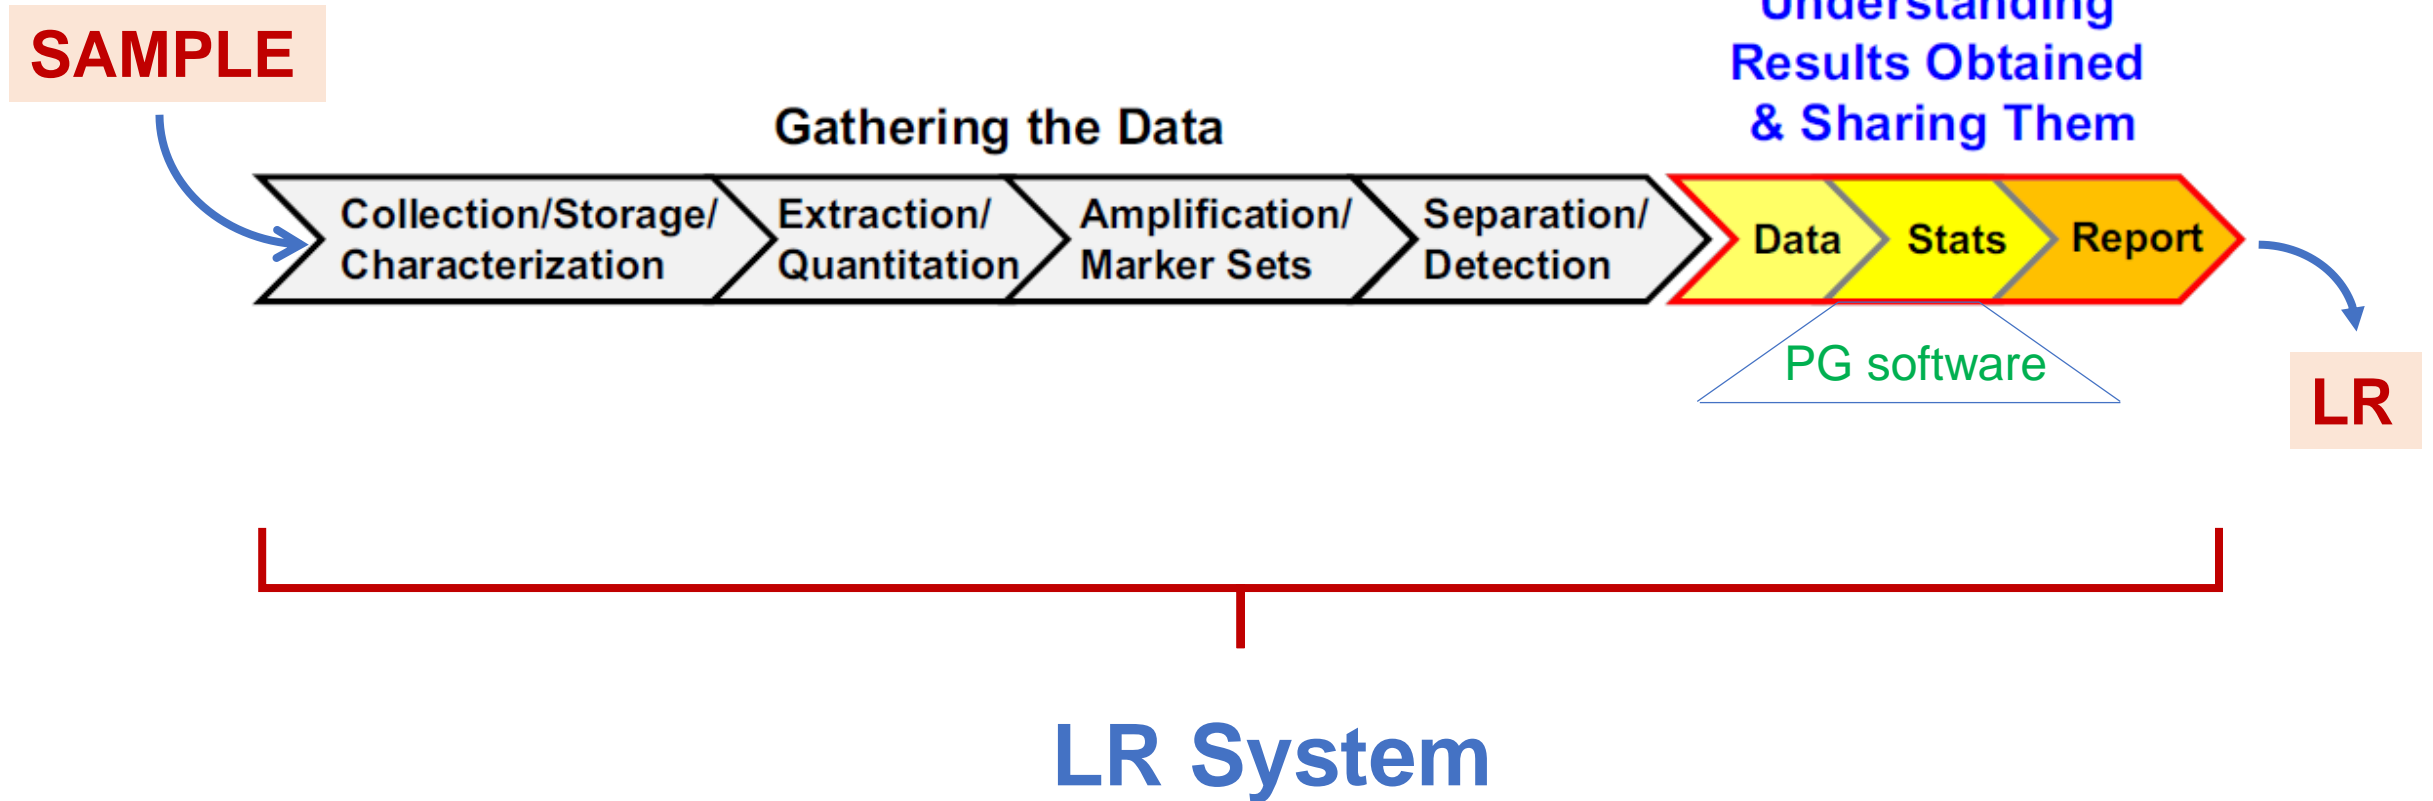 SAMPLE
Understanding
Results Obtained
& Sharing Them
Gathering the Data
Collection/Storage/
Characterization
Extraction/
Quantitation
Amplification/
Marker Sets
Separation/
Detection
Data
Stats
Report
PG software
LR
LR System